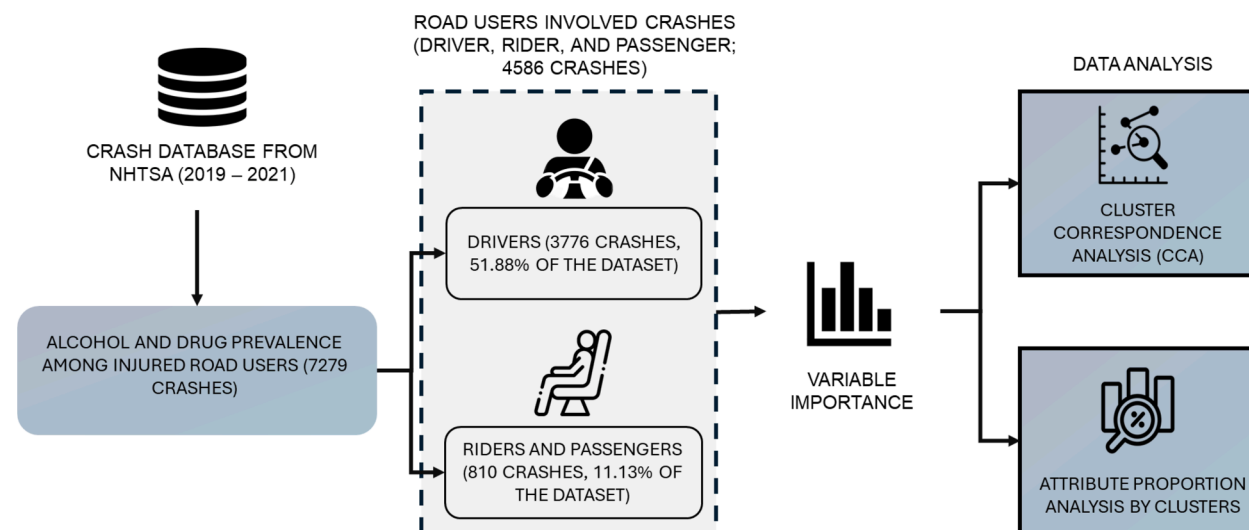 CRASH DATABASE FROM
NHTSA (2019 – 2021)
ALCOHOL AND DRUG PREVALENCE
AMONG INJURED ROAD USERS (7279
CRASHES)
ROAD USERS INVOLVED CRASHES
(DRIVER, RIDER, AND PASSENGER;
4586 CRASHES)
DRIVERS (3776 CRASHES,
51.88% OF THE DATASET)
RIDERS AND PASSENGERS
(810 CRASHES, 11.13% OF
THE DATASET)
VARIABLE
IMPORTANCE
DATA ANALYSIS
CLUSTER
CORRESPONDENCE
ANALYSIS (CCA)
%
ATTRIBUTE PROPORTION
ANALYSIS BY CLUSTERS